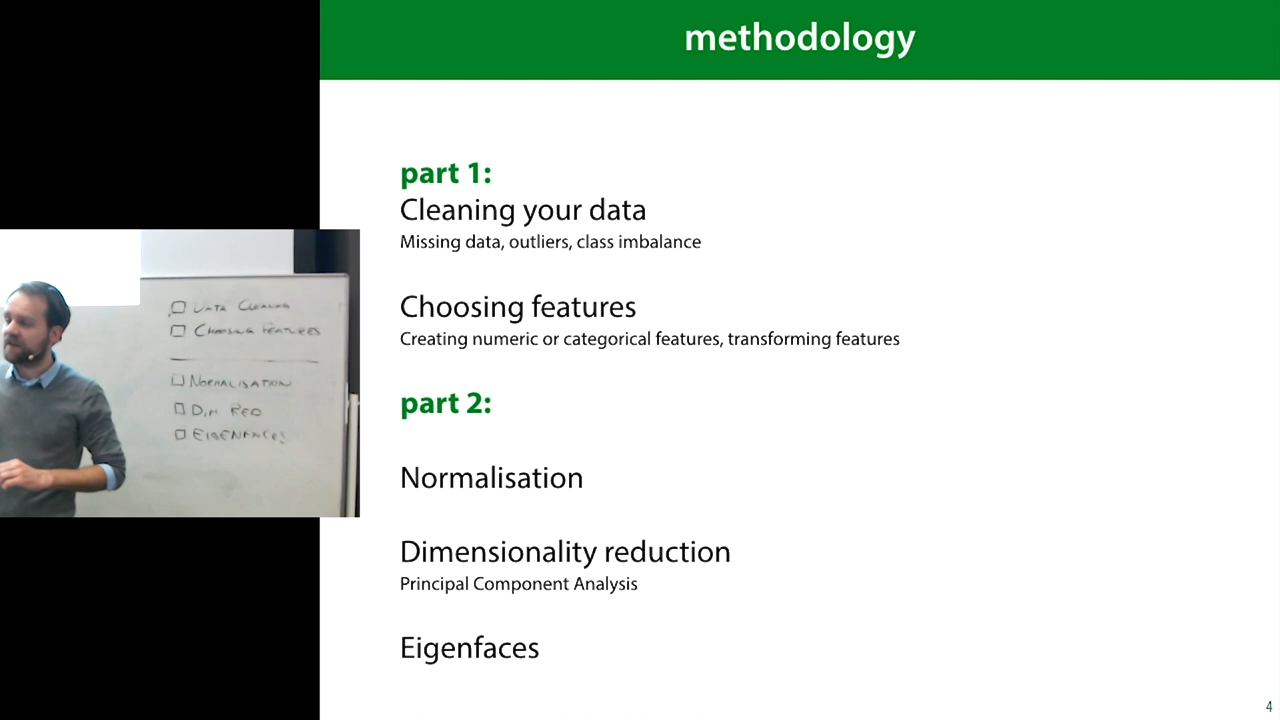 methodology
part 1:
Cleaning your data
Missing data, outliers, class imbalance
Choosing features
Creating numeric or categorical features, transforming features
part 2:
Normalisation
Dimensionality reduction
Principal Component Analysis
Eigenfaces
4
DATA CLEANING
CHOOSING FEATURES
NORMALISATION
DIM RED
EIGENFACES